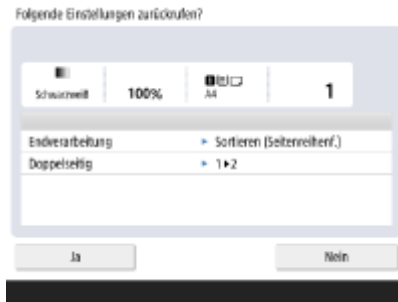 Folgende Einstellungen zurückrufen?
Schwarzweiß 100% A4 1
Endverarbeitung ▸ Sortieren (Seitenreihenf.)
Doppelseitig ▸ 1▸2
Ja Nein